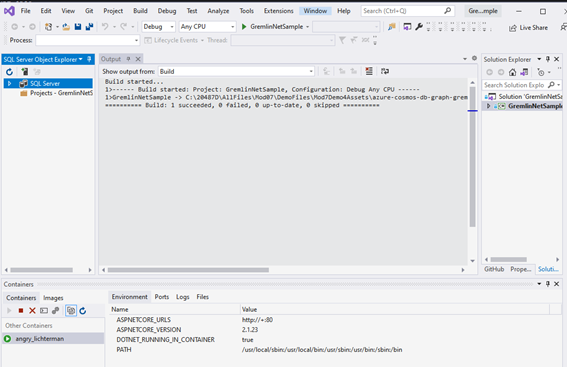 File Edit View Git Project Build Debug Test Analyze Tools Extensions Window Help Search (Ctrl+Q) Gre...mple
Debug Any CPU GremlinNetSample Live Share
Process: Lifecycle Events Thread:
SQL Server Object Explorer
SQL Server
Projects - GremlinNetS
Output
Show output from: Build
Build started...
1>------ Build started: Project: GremlinNetSample, Configuration: Debug Any CPU ------
1>GremlinNetSample -> C:\20487D\AllFiles\Mod07\DemoFiles\Mod7Demo4Assets\azure-cosmos-db-graph-grem
========== Build: 1 succeeded, 0 failed, 0 up-to-date, 0 skipped ==========
Solution Explorer
Search Solution Explo
Solution 'GremlinNetSa
GremlinNetSample
GitHub Prope... Soluti...
Containers
Containers Images
Other Containers
angry_lichterman
Environment Ports Logs Files
Name Value
ASPNETCORE_URLS http://+:80
ASPNETCORE_VERSION 2.1.23
DOTNET_RUNNING_IN_CONTAINER true
PATH /usr/local/sbin:/usr/local/bin:/usr/sbin:/usr/bin:/sbin:/bin